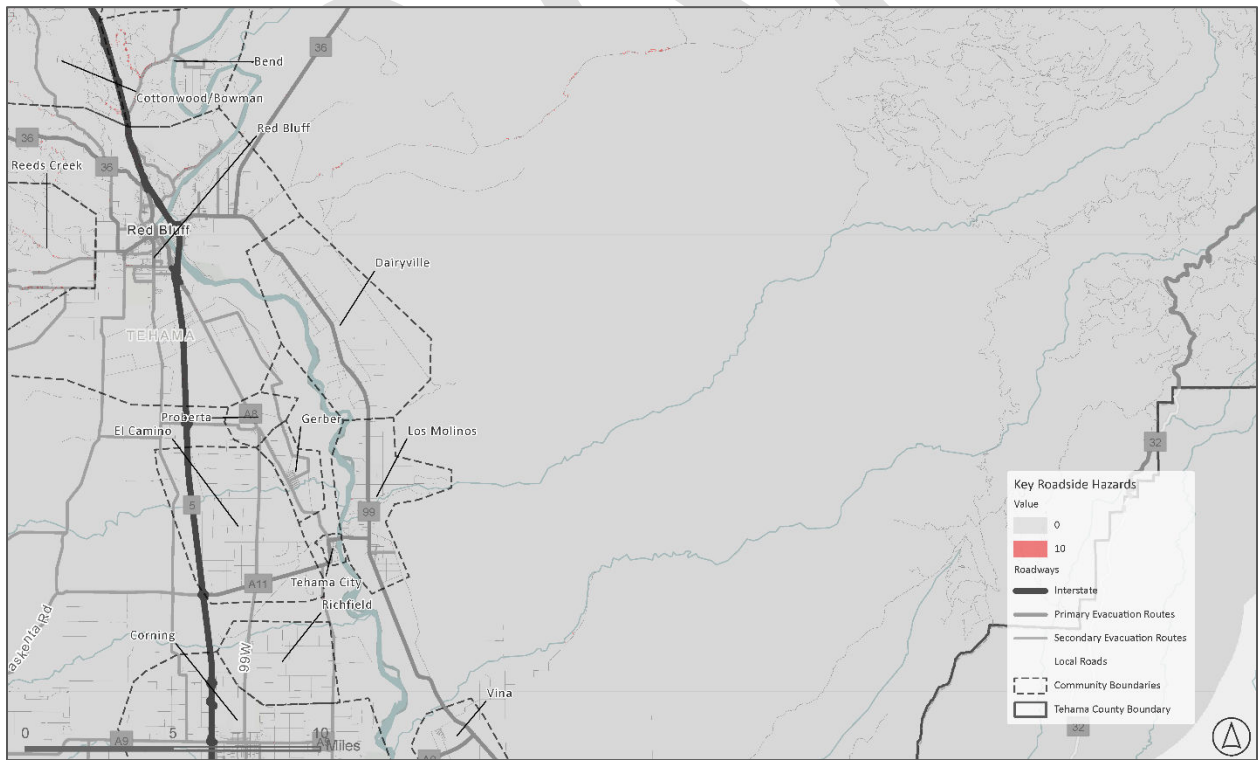 36
Bend
Cottonwood/Bowman
Red Bluff
36
36
Reeds Creek
Red Bluff
Dairyville
TEHAMA
Proberta
A8
Gerber
El Camino
Los Molinos
5
99
32
Key Roadside Hazards
Value
0
10
Roadways
Interstate
Primary Evacuation Routes
Secondary Evacuation Routes
Local Roads
Community Boundaries
Tehama County Boundary
A11
Tehama City
Richfield
Corning
99W
Vina
32
0
5
10
Miles
A9